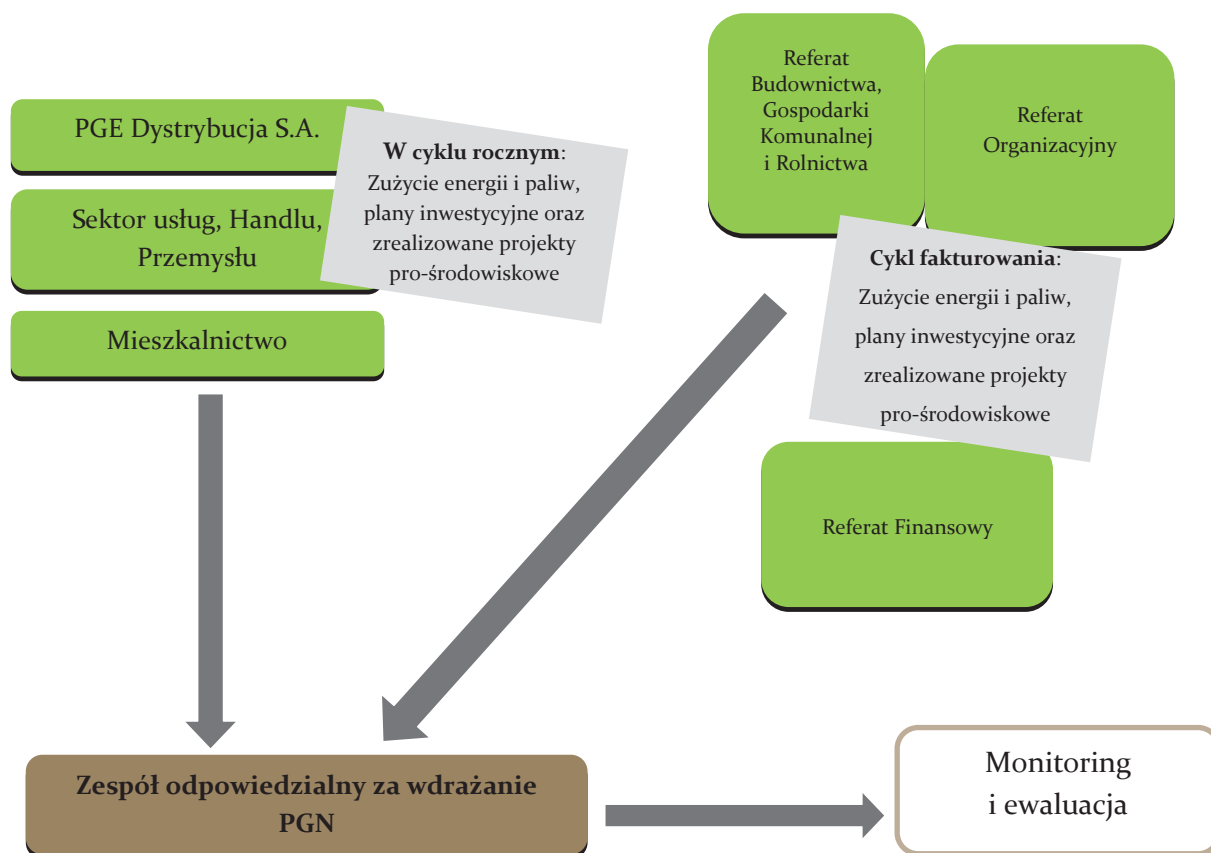 PGE Dystrybucja S.A.
Sektor usług, Handlu,
Przemysłu
Mieszkalnictwo
W cyklu rocznym:
Zużycie energii i paliw,
plany inwestycyjne oraz
zrealizowane projekty
pro-środowiskowe
Referat
Budownictwa,
Gospodarki
Komunalnej
i Rolnictwa
Referat
Organizacyjny
Cykl fakturowania:
Zużycie energii i paliw,
plany inwestycyjne oraz
zrealizowane projekty
pro-środowiskowe
Referat Finansowy
Zespół odpowiedzialny za wdrażanie
PGN
Monitoring
i ewaluacja